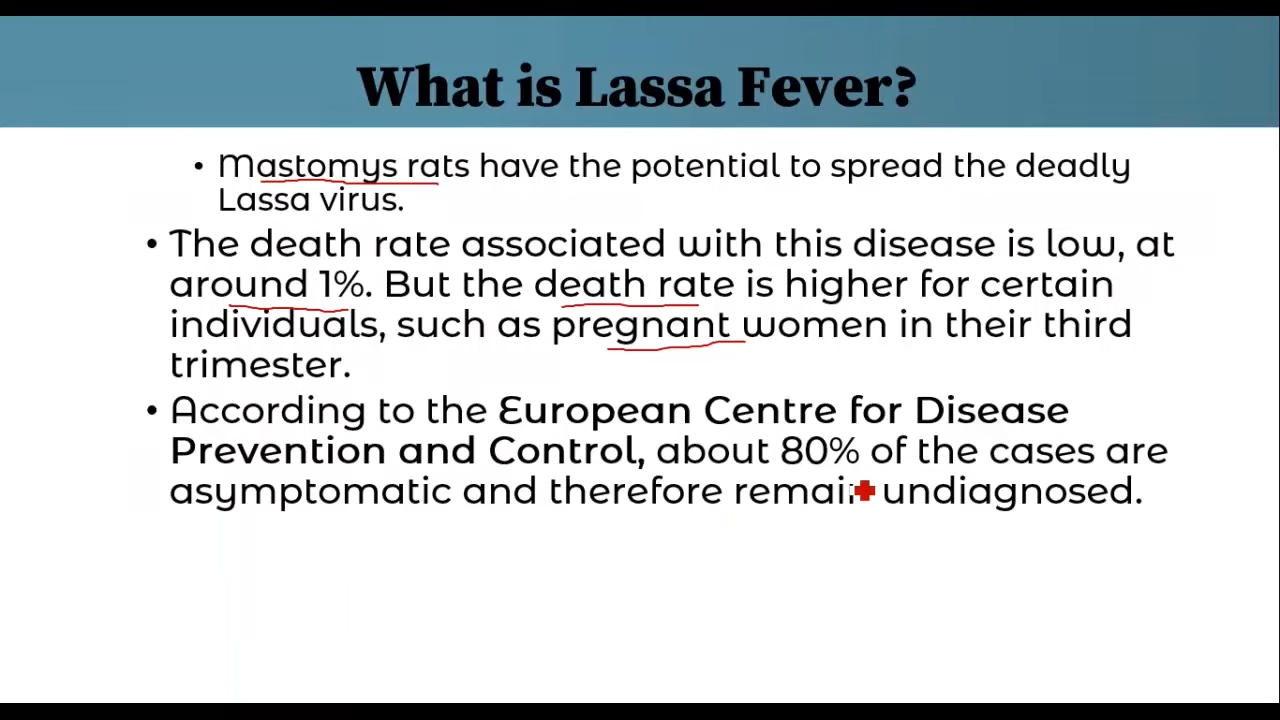 What is Lassa Fever?
• Mastomys rats have the potential to spread the deadly
Lassa virus.
• The death rate associated with this disease is low, at
around 1%. But the death rate is higher for certain
individuals, such as pregnant women in their third
trimester.
• According to the European Centre for Disease
Prevention and Control, about 80% of the cases are
asymptomatic and therefore remain undiagnosed.